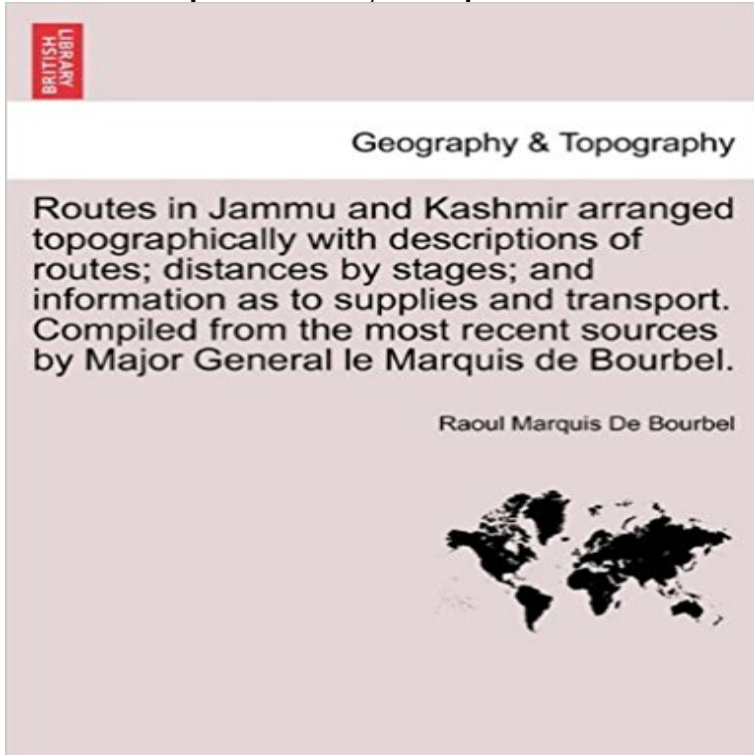 BRITISH
LIBRARY
Geography & Topography
Routes in Jammu and Kashmir arranged
topographically with descriptions of
routes; distances by stages; and
information as to supplies and transport.
Compiled from the most recent sources
by Major General le Marquis de Bourbel.
Raoul Marquis De Bourbel